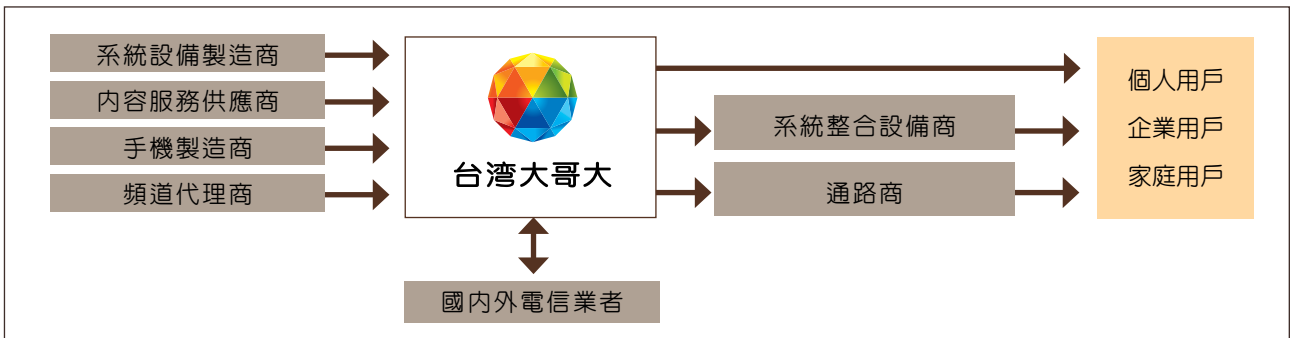 系統設備製造商
內容服務供應商
手機製造商
頻道代理商
台湾大哥大
國內外電信業者
系統整合設備商
通路商
個人用戶
企業用戶
家庭用戶